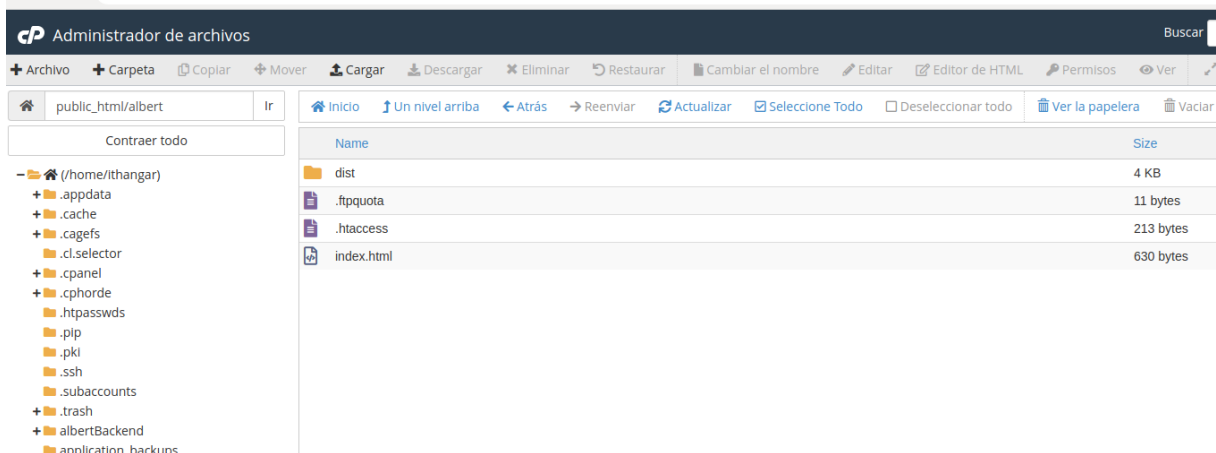 cP Administrador de archivos Buscar
Archivo Carpeta Copiar Mover Cargar Descargar Eliminar Restaurar Cambiar el nombre Editar Editor de HTML Permisos Ver
public_html/albert Ir Inicio Un nivel arriba Atrás Reenviar Actualizar Seleccione Todo Deseleccionar todo Ver la papelera Vaciar
Contraer todo
Name Size
dist 4 KB
.ftpquota 11 bytes
.htaccess 213 bytes
index.html 630 bytes
(/home/ithangar)
.appdata
.cache
.cagefs
.cl.selector
.cpanel
.cphorde
.htpasswds
.pip
.pki
.ssh
.subaccounts
.trash
albertBackend
application_backups